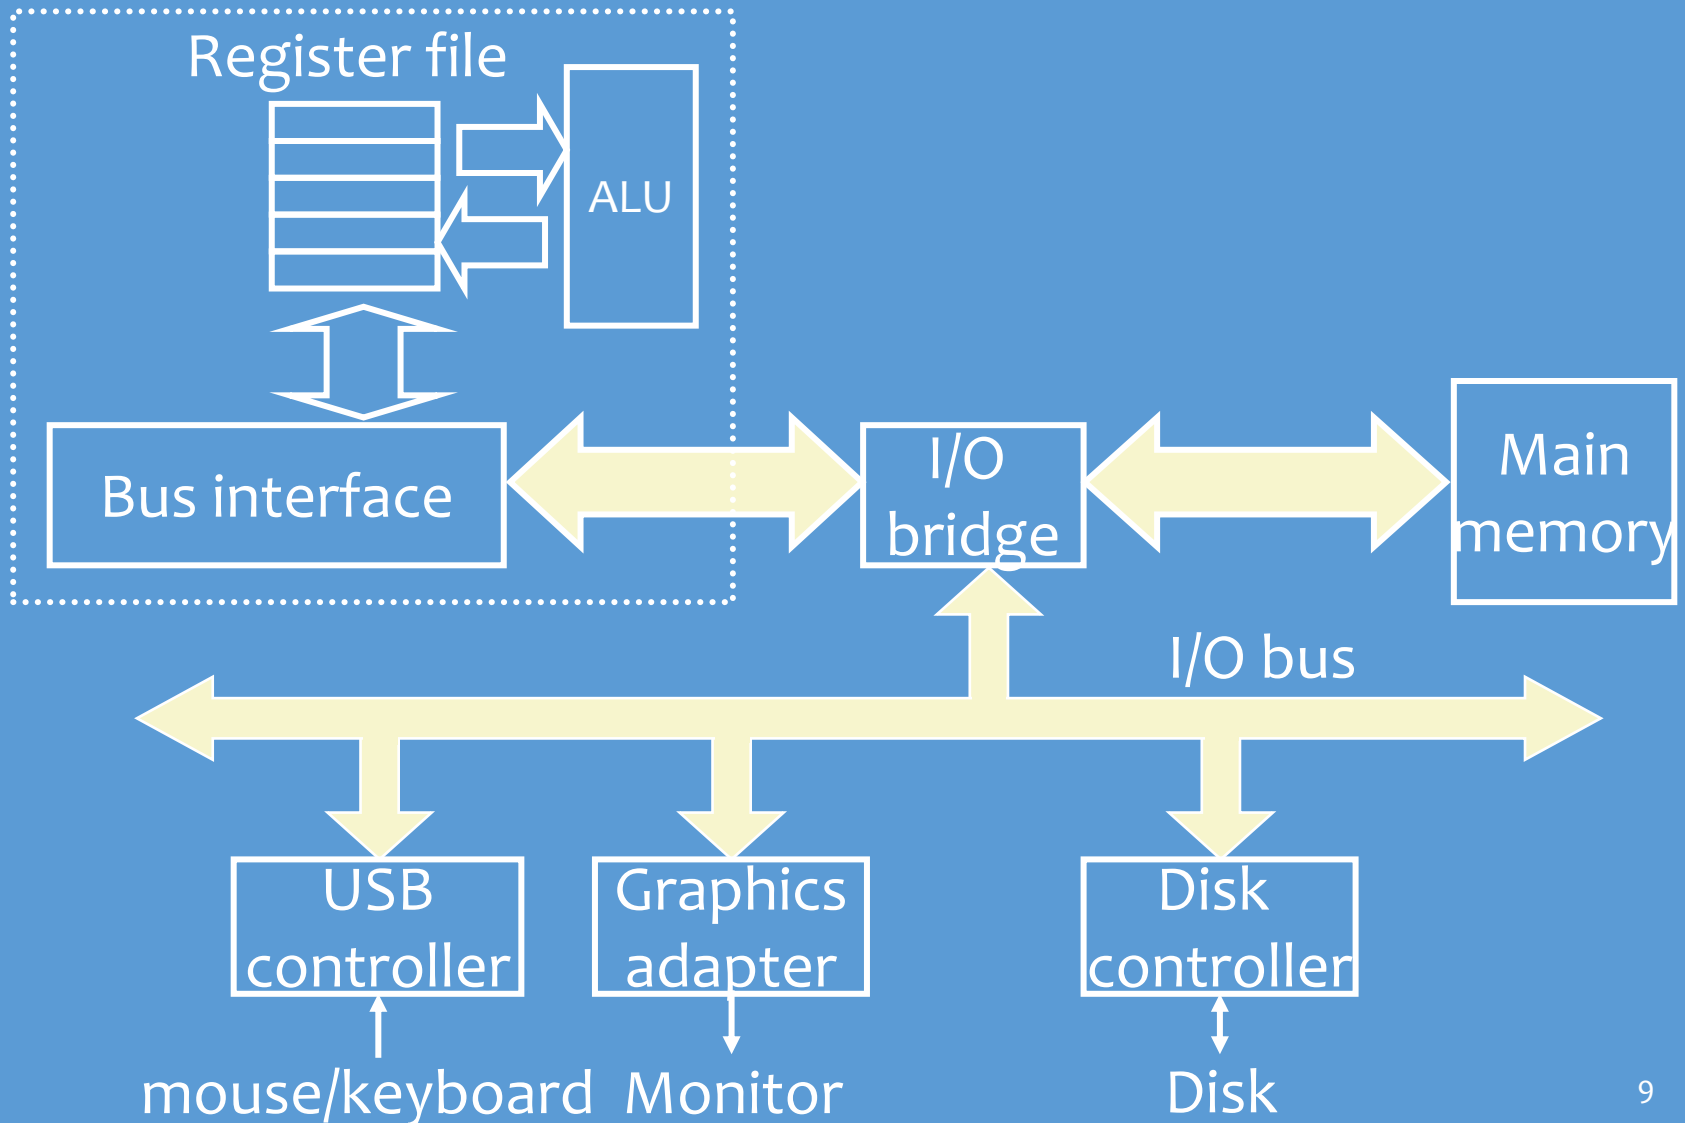 Register file
ALU
Bus interface
I/O
bridge
Main
memory
I/O bus
USB
controller
Graphics
adapter
Disk
controller
mouse/keyboard
Monitor
Disk
9